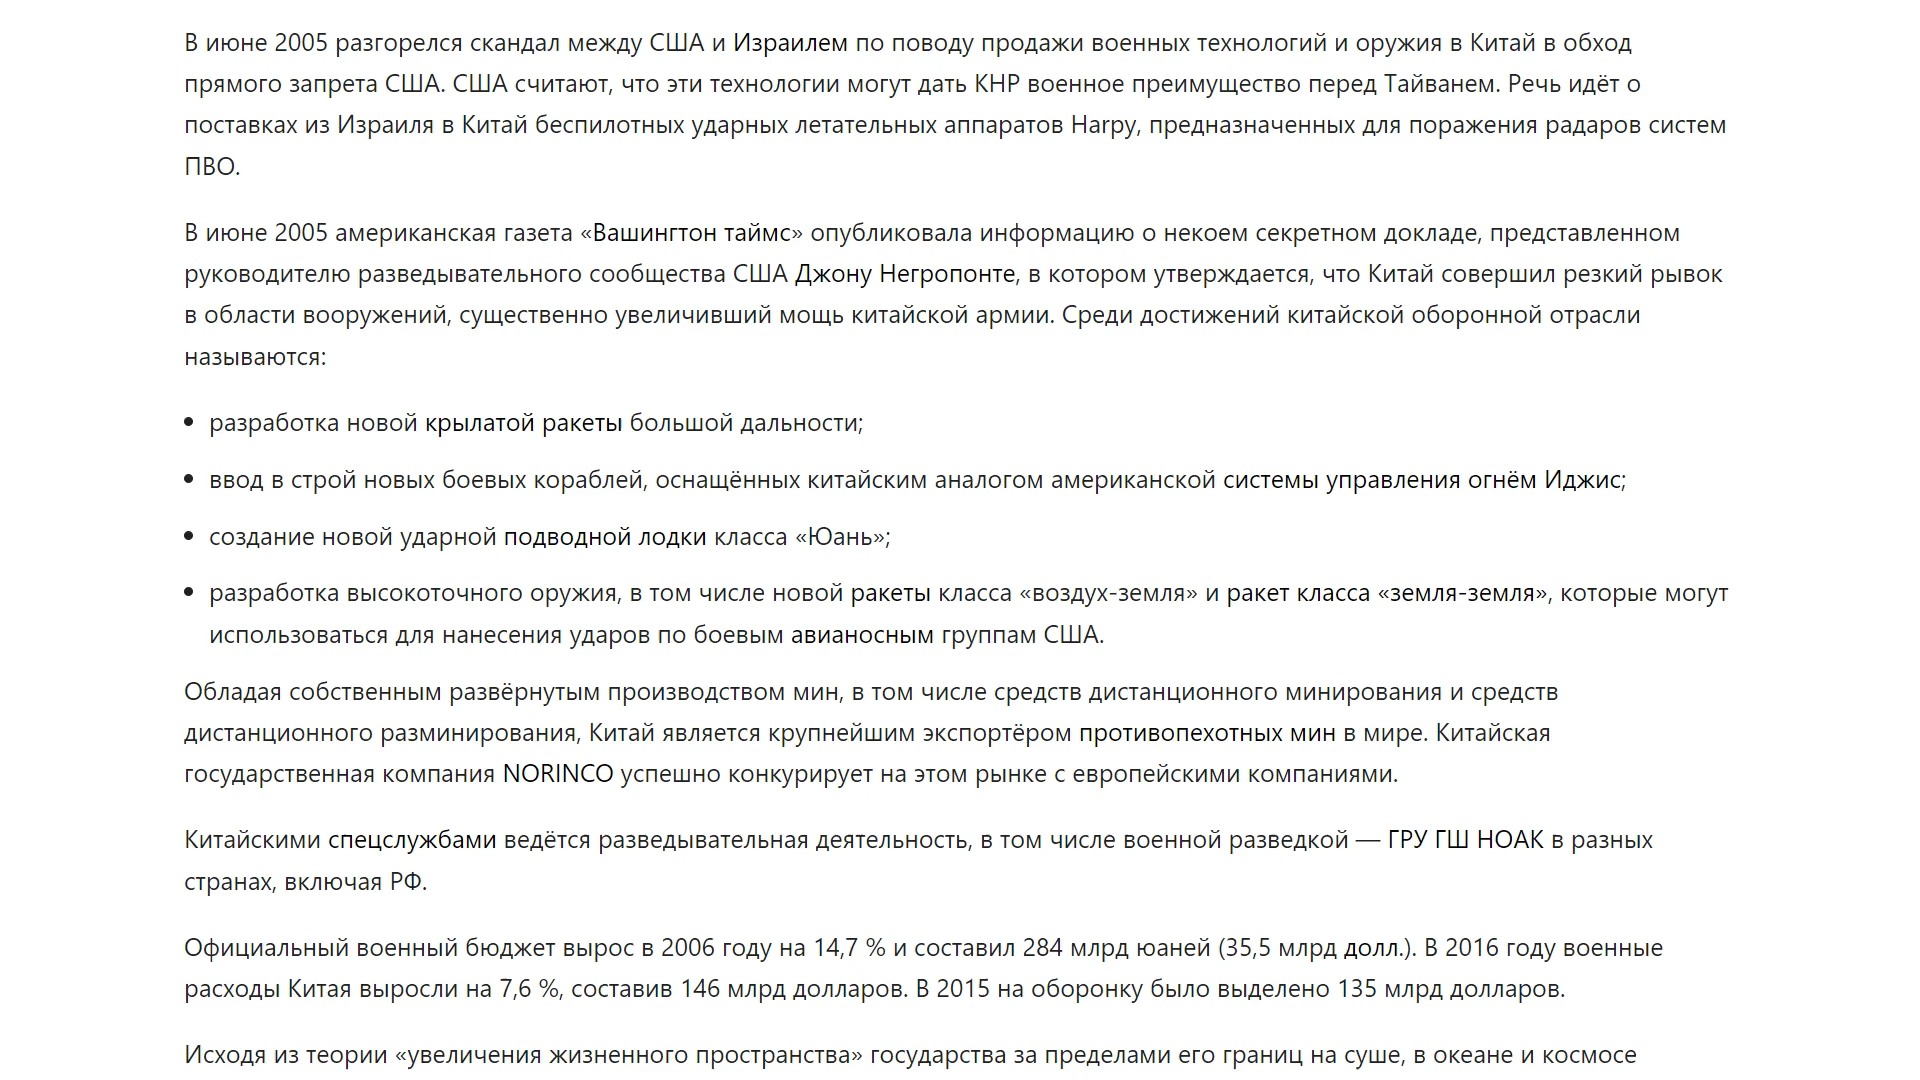 В июне 2005 разгорелся скандал между США и Израилем по поводу продажи военных технологий и оружия в Китай в обход
прямого запрета США. США считают, что эти технологии могут дать КНР военное преимущество перед Тайванем. Речь идёт о
поставках из Израиля в Китай беспилотных ударных летательных аппаратов Harpy, предназначенных для поражения радаров систем
ПВО.
В июне 2005 американская газета «Вашингтон таймс» опубликовала информацию о некоем секретном докладе, представленном
руководителю разведывательного сообщества США Джону Негропонте, в котором утверждается, что Китай совершил резкий рывок
в области вооружений, существенно увеличивший мощь китайской армии. Среди достижений китайской оборонной отрасли
называются:
• разработка новой крылатой ракеты большой дальности;
• ввод в строй новых боевых кораблей, оснащённых китайским аналогом американской системы управления огнём Иджис;
• создание новой ударной подводной лодки класса «Юань»;
• разработка высокоточного оружия, в том числе новой ракеты класса «воздух-земля» и ракет класса «земля-земля», которые могут
использоваться для нанесения ударов по боевым авианосным группам США.
Обладая собственным развёрнутым производством мин, в том числе средств дистанционного минирования и средств
дистанционного разминирования, Китай является крупнейшим экспортёром противопехотных мин в мире. Китайская
государственная компания NORINCO успешно конкурирует на этом рынке с европейскими компаниями.
Китайскими спецслужбами ведётся разведывательная деятельность, в том числе военной разведкой — ГРУ ГШ НОАК в разных
странах, включая РФ.
Официальный военный бюджет вырос в 2006 году на 14,7 % и составил 284 млрд юаней (35,5 млрд долл.). В 2016 году военные
расходы Китая выросли на 7,6 %, составив 146 млрд долларов. В 2015 на оборонку было выделено 135 млрд долларов.
Исходя из теории «увеличения жизненного пространства» государства за пределами его границ на суше, в океане и космосе